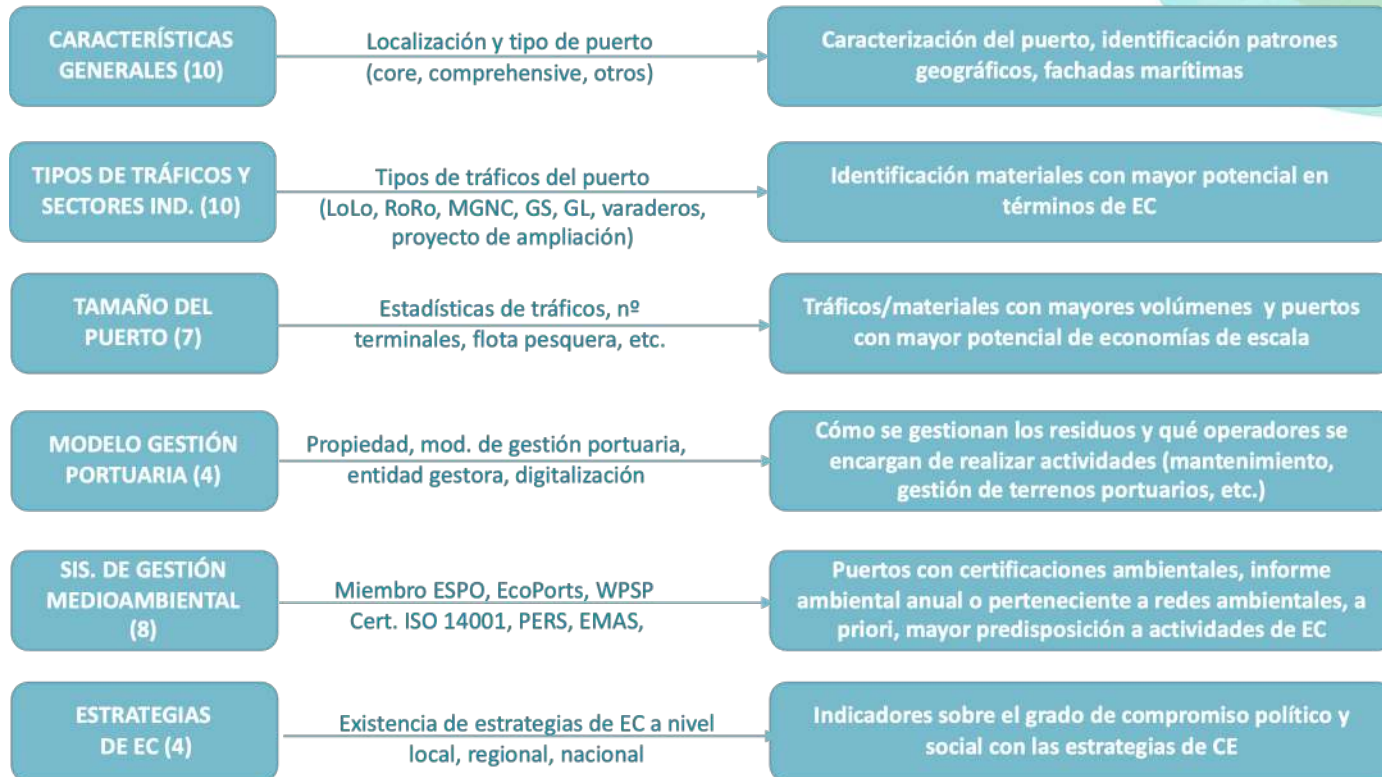 CARACTERÍSTICAS
GENERALES (10)
Localización y tipo de puerto
(core, comprehensive, otros)
Caracterización del puerto, identificación patrones
geográficos, fachadas marítimas
TIPOS DE TRÁFICOS Y
SECTORES IND. (10)
Tipos de tráficos del puerto
(LoLo, RoRo, MGNC, GS, GL, varaderos,
proyecto de ampliación)
Identificación materiales con mayor potencial en
términos de EC
TAMAÑO DEL
PUERTO (7)
Estadísticas de tráficos, nº
terminales, flota pesquera, etc.
Tráficos/materiales con mayores volúmenes y puertos
con mayor potencial de economías de escala
MODELO GESTIÓN
PORTUARIA (4)
Propiedad, mod. de gestión portuaria,
entidad gestora, digitalización
Cómo se gestionan los residuos y qué operadores se
encargan de realizar actividades (mantenimiento,
gestión de terrenos portuarios, etc.)
SIS. DE GESTIÓN
MEDIOAMBIENTAL
(8)
Miembro ESPO, EcoPorts, WPSP
Cert. ISO 14001, PERS, EMAS,
Puertos con certificaciones ambientales, informe
ambiental anual o perteneciente a redes ambientales, a
priori, mayor predisposición a actividades de EC
ESTRATEGIAS
DE EC (4)
Existencia de estrategias de EC a nivel
local, regional, nacional
Indicadores sobre el grado de compromiso político y
social con las estrategias de CE